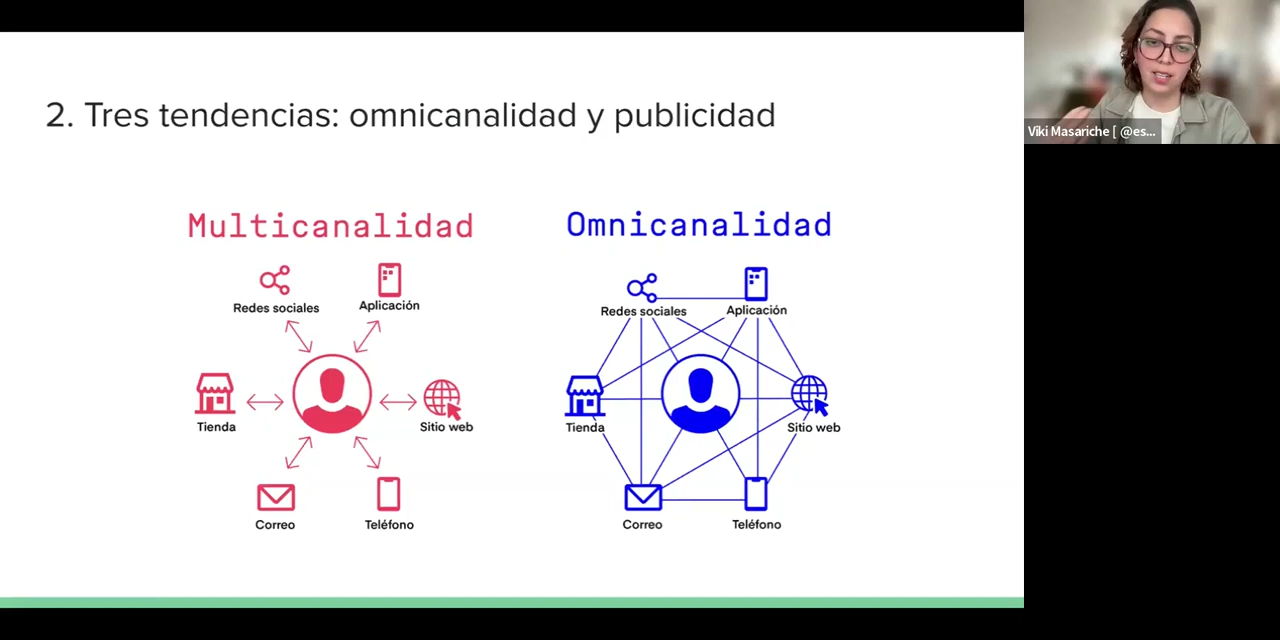 2. Tres tendencias: omnicanalidad y publicidad
Viki Masariche [ @es...
Multicanalidad
Redes sociales
Aplicación
Tienda
Sitio web
Correo
Teléfono
Omnicanalidad
Redes sociales
Aplicación
Tienda
Sitio web
Correo
Teléfono